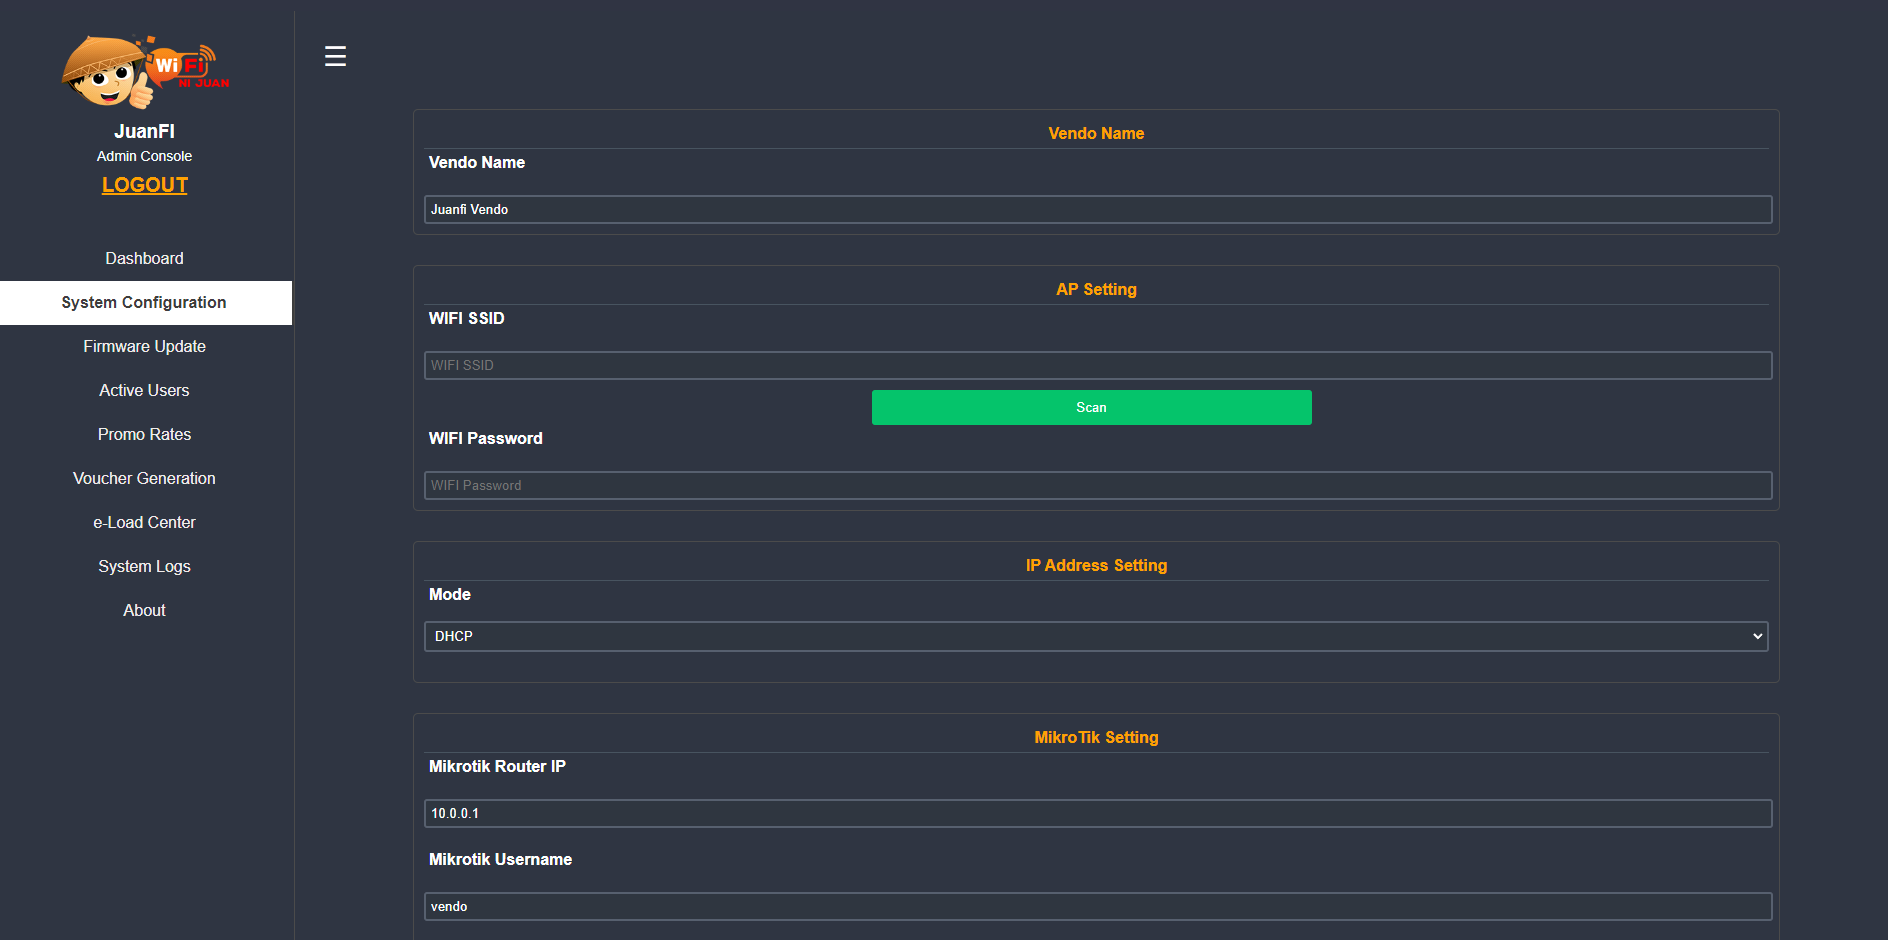 WiFi
NI JUAN
JuanFI
Admin Console
LOGOUT
Dashboard
System Configuration
Firmware Update
Active Users
Promo Rates
Voucher Generation
e-Load Center
System Logs
About
Vendo Name
Vendo Name
Juanfi Vendo
AP Setting
WIFI SSID
WIFI SSID
Scan
WIFI Password
WIFI Password
IP Address Setting
Mode
DHCP
MikroTik Setting
Mikrotik Router IP
10.0.0.1
Mikrotik Username
vendo